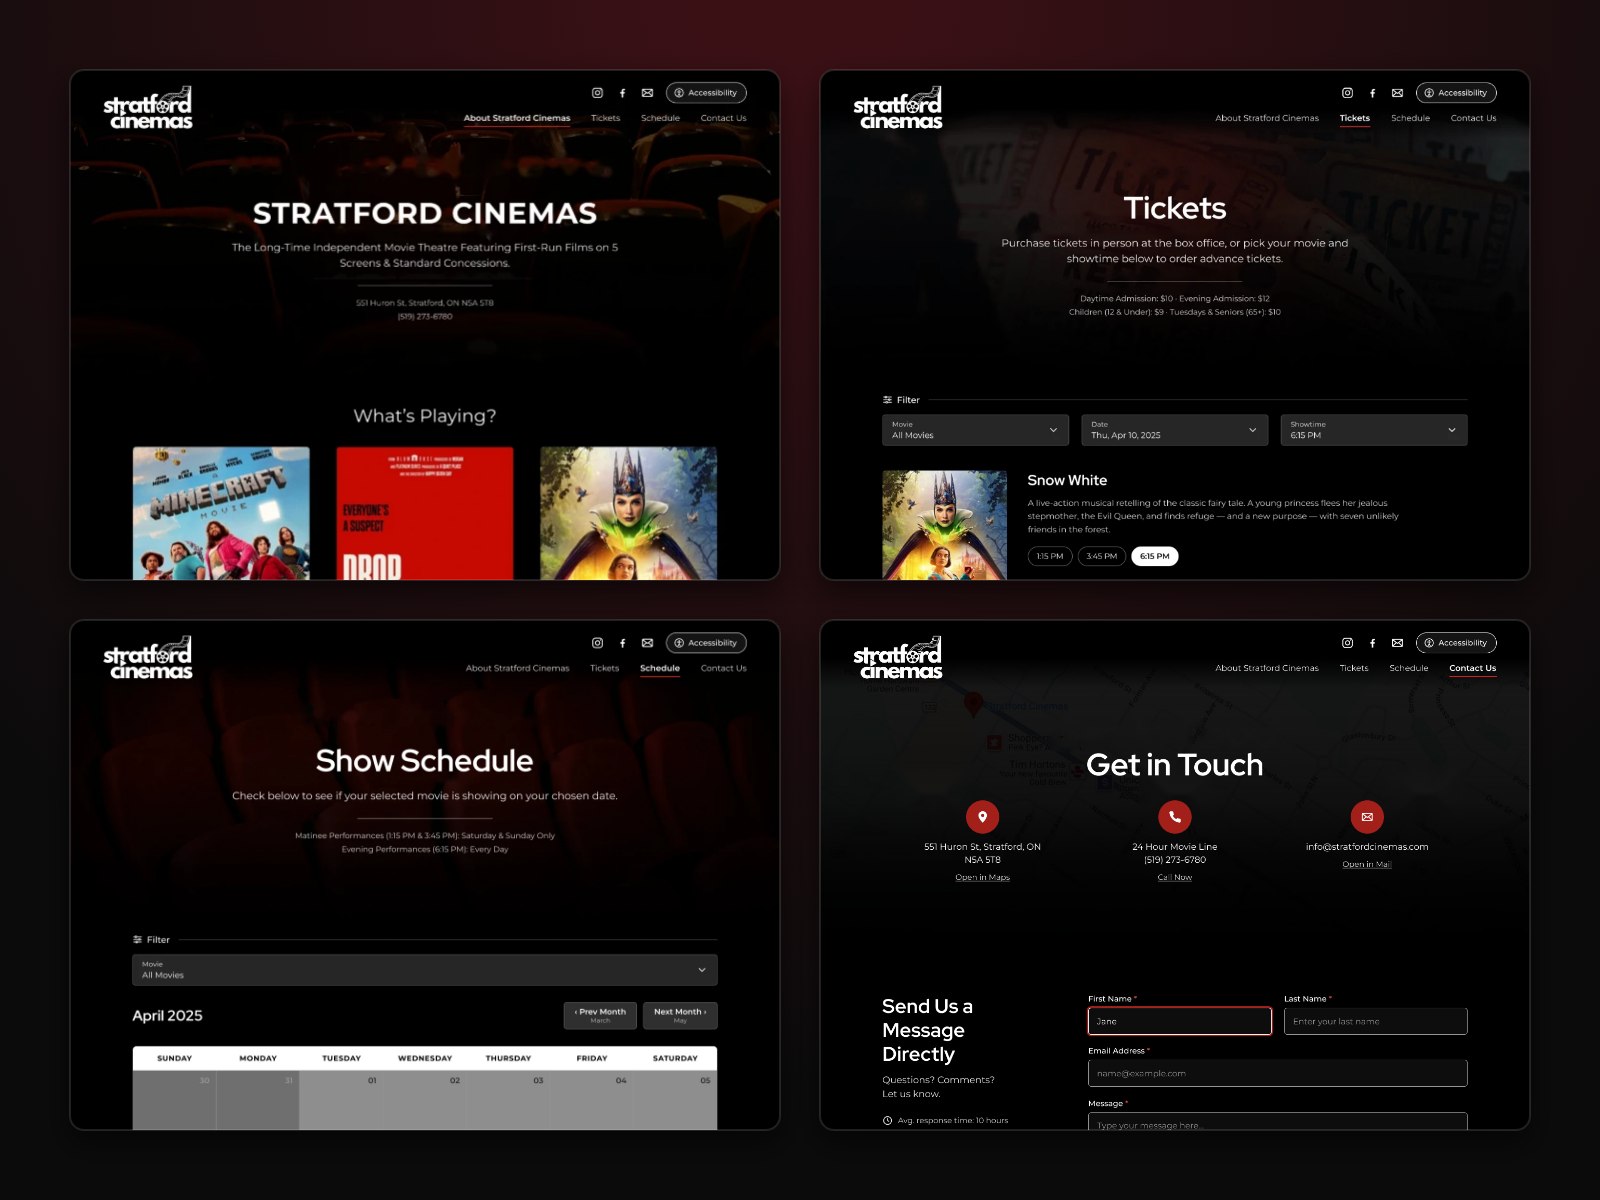 stratford
cinemas
Accessibility
About Stratford Cinemas
Tickets
Schedule
Contact Us
STRATFORD CINEMAS
The Long-Time Independent Movie Theatre Featuring First-Run Films on 5
Screens & Standard Concessions.
551 Huron St, Stratford, ON N5A 5T8
(519) 273-6780
What's Playing?
MINECRAFT
MOVIE
EVERYONE'S
A SUSPECT
DROP
stratford
cinemas
Accessibility
About Stratford Cinemas
Tickets
Schedule
Contact Us
TICKET
TICKET
TICKET
Tickets
Purchase tickets in person at the box office, or pick your movie and
showtime below to order advance tickets.
Daytime Admission: $10 · Evening Admission: $12
Children (12 & Under): $9 · Tuesdays & Seniors (65+): $10
Filter
Movie
All Movies
Date
Thu, Apr 10, 2025
Showtime
6:15 PM
Snow White
A live-action musical retelling of the classic fairy tale. A young princess flees her jealous
stepmother, the Evil Queen, and finds refuge — and a new purpose — with seven unlikely
friends in the forest.
1:15 PM
3:45 PM
6:15 PM
stratford
cinemas
Accessibility
About Stratford Cinemas
Tickets
Schedule
Contact Us
Show Schedule
Check below to see if your selected movie is showing on your chosen date.
Matinee Performances (1:15 PM & 3:45 PM): Saturday & Sunday Only
Evening Performances (6:15 PM): Every Day
Filter
Movie
All Movies
April 2025
‹ Prev Month
March
Next Month ›
May
SUNDAY
MONDAY
TUESDAY
WEDNESDAY
THURSDAY
FRIDAY
SATURDAY
30
31
01
02
03
04
05
stratford
cinemas
Accessibility
About Stratford Cinemas
Tickets
Schedule
Contact Us
Garden Centre
Stratford Cinemas
Tim Hortons
Get in Touch
551 Huron St, Stratford, ON
N5A 5T8
Open in Maps
24 Hour Movie Line
(519) 273-6780
Call Now
info@stratfordcinemas.com
Open in Mail
Send Us a
Message
Directly
Questions? Comments?
Let us know.
Avg. response time: 10 hours
First Name *
Jane
Last Name *
Enter your last name
Email Address *
name@example.com
Message *
Type your message here...